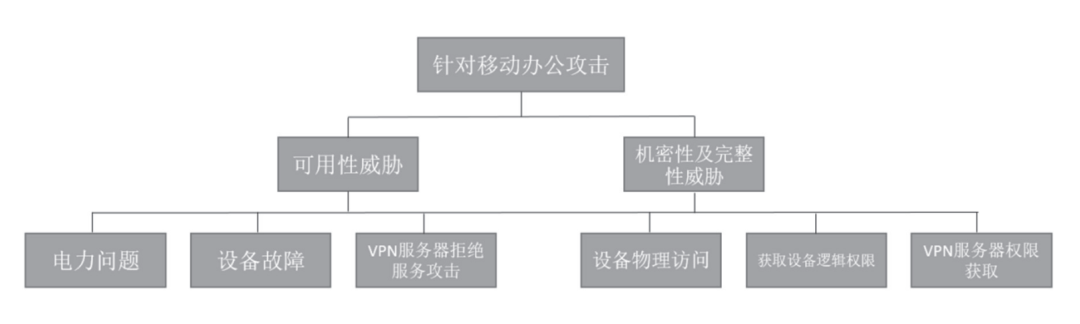 针对移动办公攻击
可用性威胁
机密性及完整
性威胁
电力问题
设备故障
VPN服务器拒绝
服务攻击
设备物理访问
获取设备逻辑权限
VPN服务器权限
获取